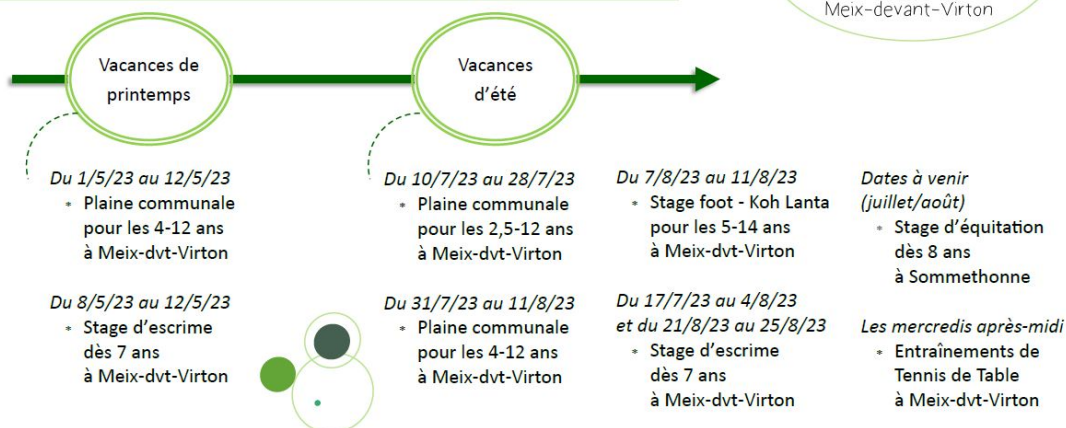 Meix-devant-Virton
Vacances de
printemps
Vacances
d'été
Du 1/5/23 au 12/5/23
* Plaine communale
pour les 4-12 ans
à Meix-dvt-Virton
Du 8/5/23 au 12/5/23
* Stage d'escrime
dès 7 ans
à Meix-dvt-Virton
Du 10/7/23 au 28/7/23
* Plaine communale
pour les 2,5-12 ans
à Meix-dvt-Virton
Du 31/7/23 au 11/8/23
* Plaine communale
pour les 4-12 ans
à Meix-dvt-Virton
Du 7/8/23 au 11/8/23
* Stage foot - Koh Lanta
pour les 5-14 ans
à Meix-dvt-Virton
Du 17/7/23 au 4/8/23
et du 21/8/23 au 25/8/23
* Stage d'escrime
dès 7 ans
à Meix-dvt-Virton
Dates à venir
(juillet/août)
* Stage d'équitation
dès 8 ans
à Sommethonne
Les mercredis après-midi
* Entraînements de
Tennis de Table
à Meix-dvt-Virton